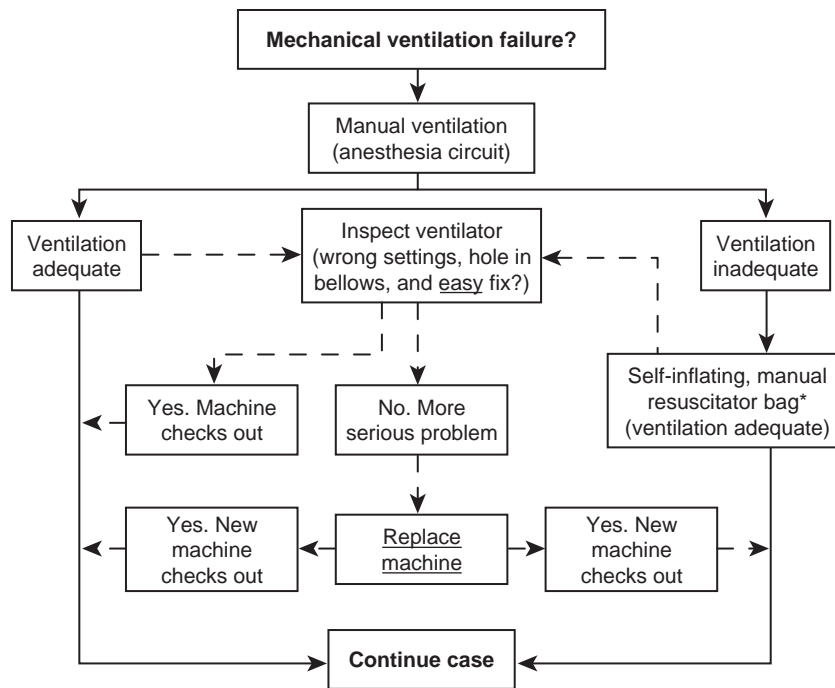 Mechanical ventilation failure?
Manual ventilation
(anesthesia circuit)
Ventilation
adequate
Inspect ventilator
(wrong settings, hole in
bellows, and easy fix?)
Ventilation
inadequate
Yes. Machine
checks out
No. More
serious problem
Self-inflating, manual
resuscitator bag*
(ventilation adequate)
Yes. New
machine
checks out
Replace
machine
Yes. New
machine
checks out
Continue case